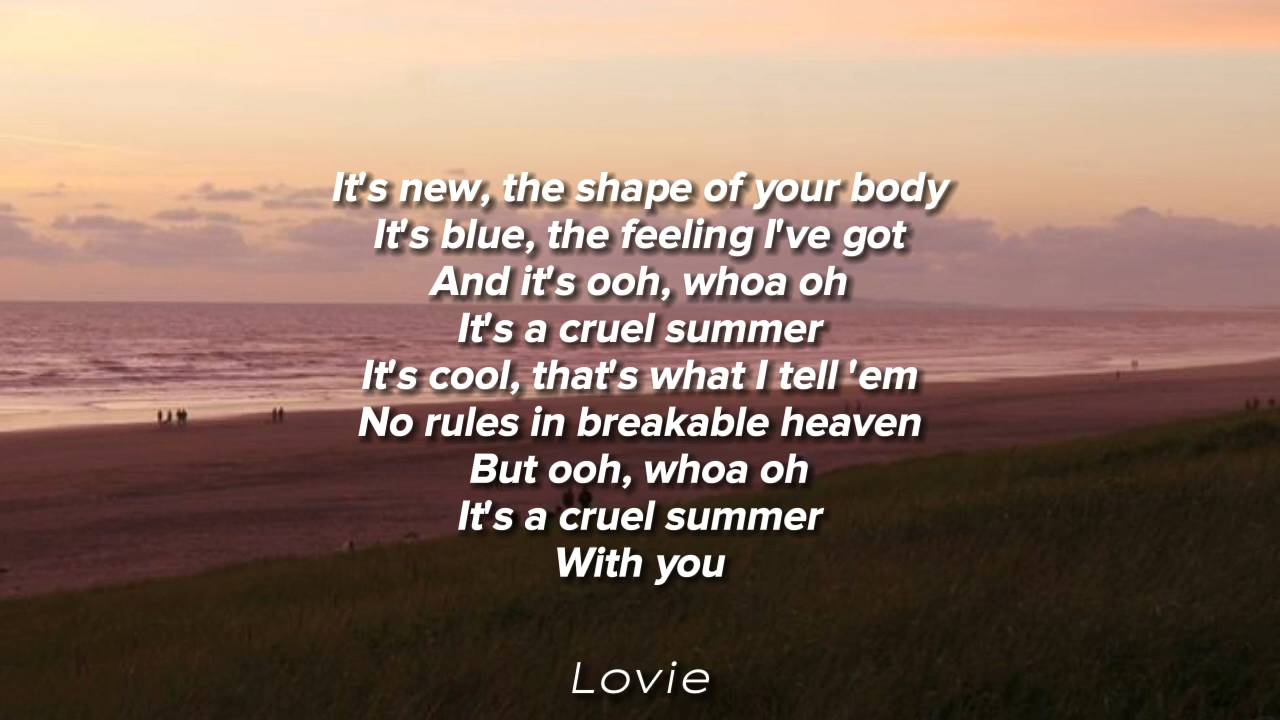 It's new, the shape of your body
It's blue, the feeling I've got
And it's ooh, whoa oh
It's a cruel summer
It's cool, that's what I tell 'em
No rules in breakable heaven
But ooh, whoa oh
It's a cruel summer
With you
Lovie